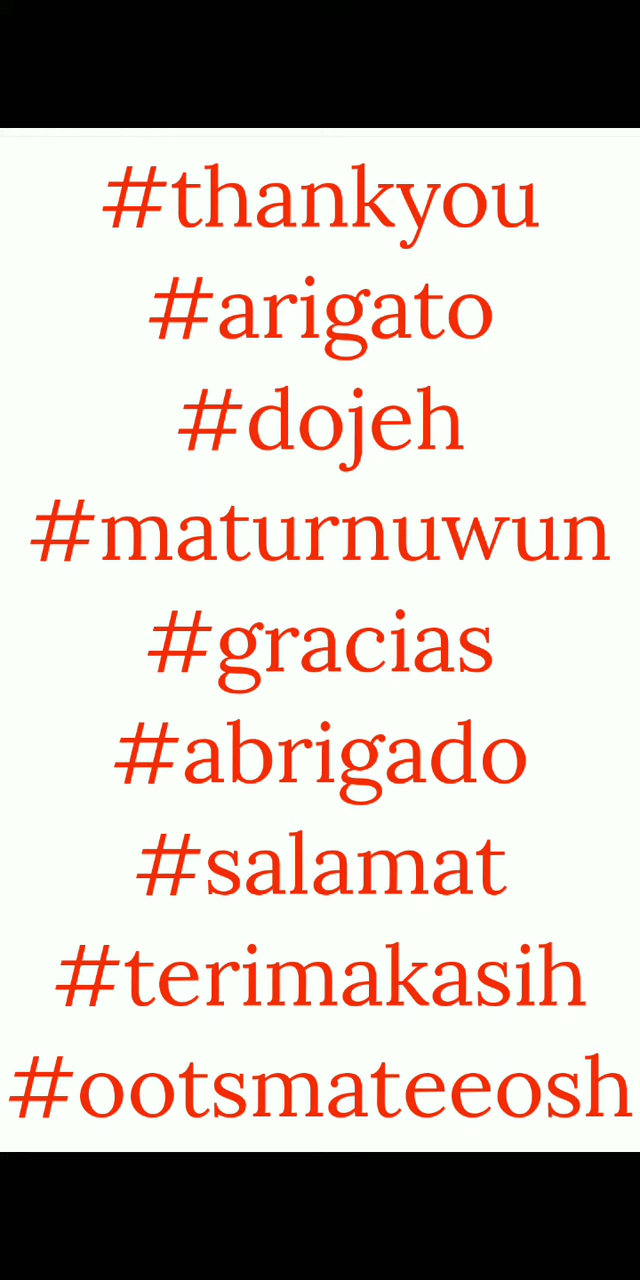 #thankyou
#arigato
#dojeh
#maturnuwun
#gracias
#abrigado
#salamat
#terimakasih
#ootsmateeosh